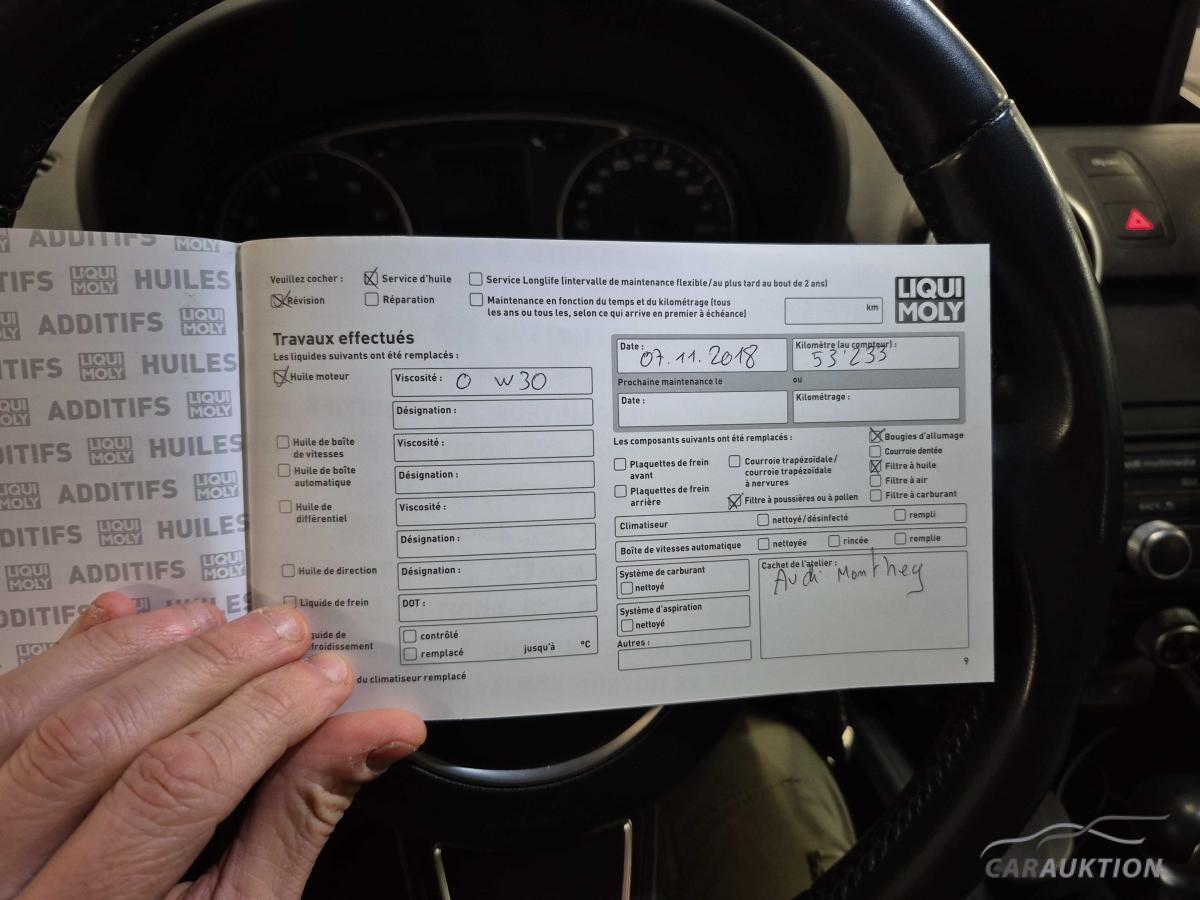 ADDITIFS LIQUI MOLY
TIFS LIQUI MOLY HUILES
ADDITIFS LIQUI MOLY
TIFS LIQUI MOLY HUILES
ADDITIFS LIQUI MOLY
TIFS LIQUI MOLY HUILES
ADDITIFS LIQUI MOLY
TIFS LIQUI MOLY HUILES
LIQUI MOLY ADDITIFS LIQUI MOLY
DDITIFS
Veuillez cocher :
Service d'huile
Service Longlife (intervalle de maintenance flexible/au plus tard au bout de 2 ans)
Révision
Réparation
Maintenance en fonction du temps et du kilométrage (tous
les ans ou tous les, selon ce qui arrive en premier à échéance)
km
LIQUI
MOLY
Travaux effectués
Les liquides suivants ont été remplacés :
Huile moteur
Viscosité : 0 W30
Désignation :
Huile de boîte
de vitesses
Viscosité :
Huile de boîte
automatique
Désignation :
Huile de
différentiel
Viscosité :
Désignation :
Huile de direction
Désignation :
Liquide de frein
DOT :
quide de
froidissement
contrôlé
remplacé
jusqu'à °C
du climatiseur remplacé
Date : 07.11.2018
Kilomètre (au compteur) : 53'233
Prochaine maintenance le
ou
Date :
Kilométrage :
Les composants suivants ont été remplacés :
Plaquettes de frein
avant
Plaquettes de frein
arrière
Courroie trapézoïdale/
courroie trapézoïdale
à nervures
Filtre à poussières ou à pollen
Bougies d'allumage
Courroie dentée
Filtre à huile
Filtre à air
Filtre à carburant
Climatiseur
nettoyé/désinfecté
rempli
Boîte de vitesses automatique
nettoyée
rincée
remplie
Système de carburant
nettoyé
Système d'aspiration
nettoyé
Autres :
Cachet de l'atelier :
Audi Monthey
9
CARAUKTION